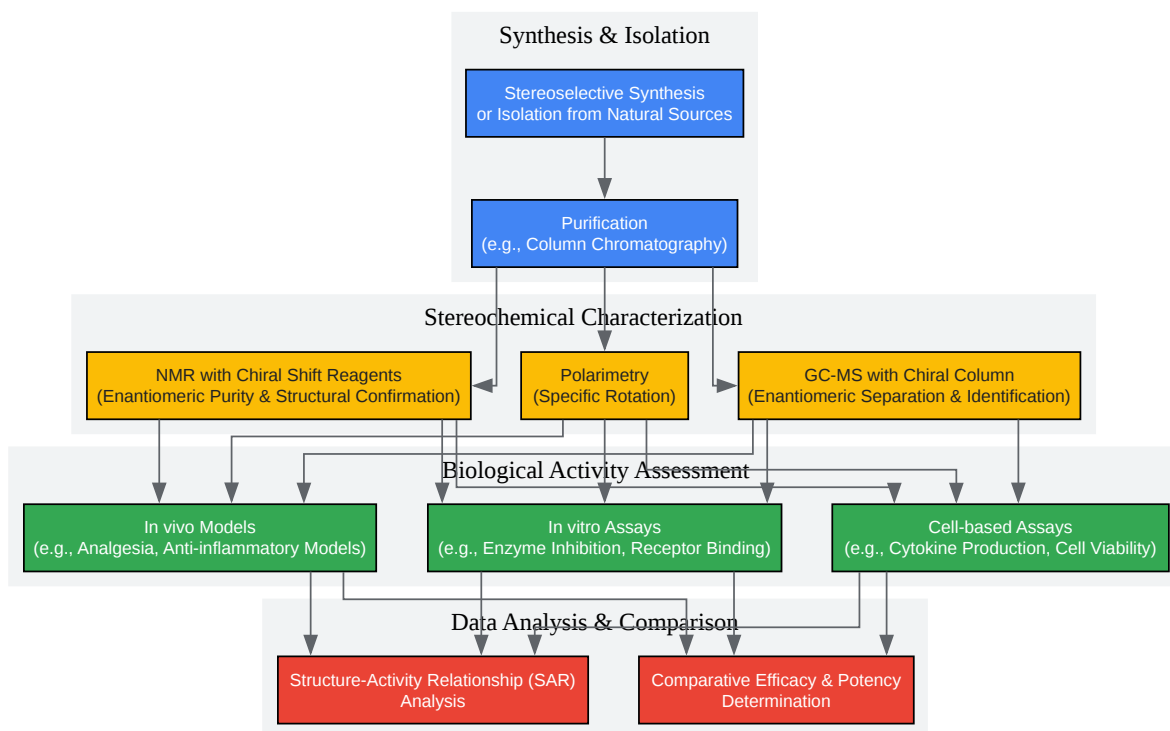 Synthesis & Isolation
Stereoselective Synthesis
or Isolation from Natural Sources
Purification
(e.g., Column Chromatography)
Stereochemical Characterization
NMR with Chiral Shift Reagents
(Enantiomeric Purity & Structural Confirmation)
Polarimetry
(Specific Rotation)
GC-MS with Chiral Column
(Enantiomeric Separation & Identification)
Biological Activity Assessment
In vivo Models
(e.g., Analgesia, Anti-inflammatory Models)
In vitro Assays
(e.g., Enzyme Inhibition, Receptor Binding)
Cell-based Assays
(e.g., Cytokine Production, Cell Viability)
Data Analysis & Comparison
Structure-Activity Relationship (SAR)
Analysis
Comparative Efficacy & Potency
Determination